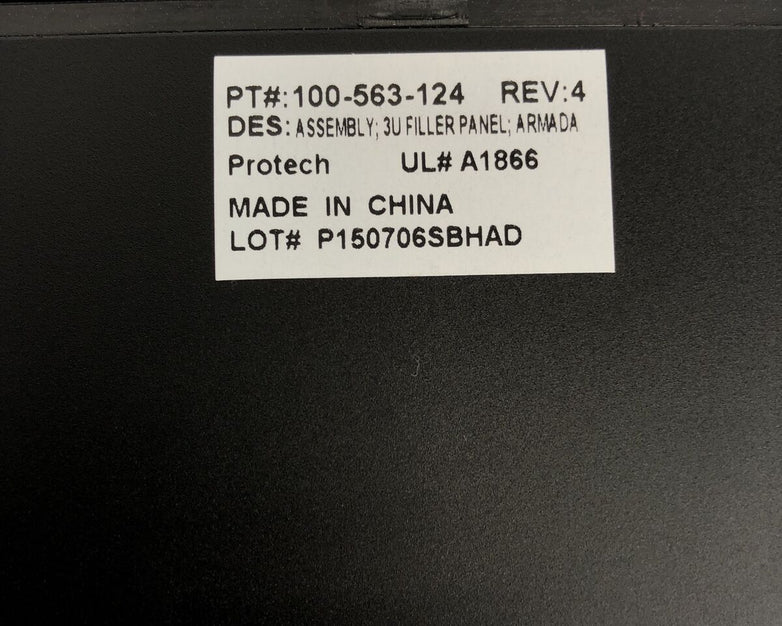 PT#:100-563-124 REV:4
DES: ASSEMBLY; 3U FILLER PANEL; ARMADA
Protech UL# A1866
MADE IN CHINA
LOT# P150706SBHAD